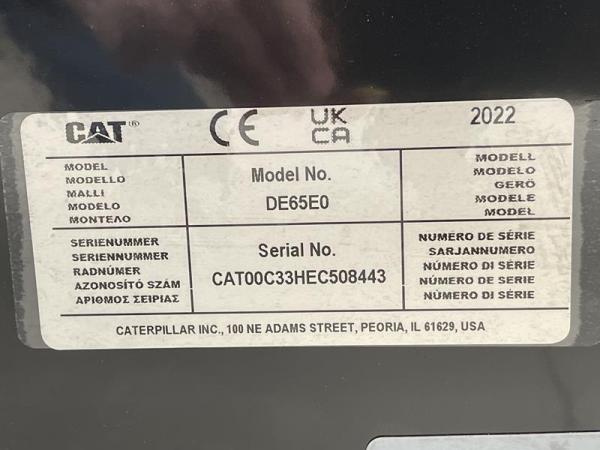 CAT® CE UK CA 2022
MODEL
MODELLO
MALLI
MODELO
ΜΟΝΤΕΛΟ
Model No.
DE65E0
MODELL
MODELO
GERÖ
MODELE
MODEL
SERIENUMMER
SERIENNUMMER
RADNÚMER
AZONOSÍTÓ SZÁM
ΑΡΙΘΜΟΣ ΣΕΙΡΙΑΣ
Serial No.
CAT00C33HEC508443
NUMERO DE SÉRIE
SARJANNUMERO
NÚMERO DI SÉRIE
NÚMERO DE SÉRIE
NÚMERO DI SÉRIE
CATERPILLAR INC., 100 NE ADAMS STREET, PEORIA, IL 61629, USA